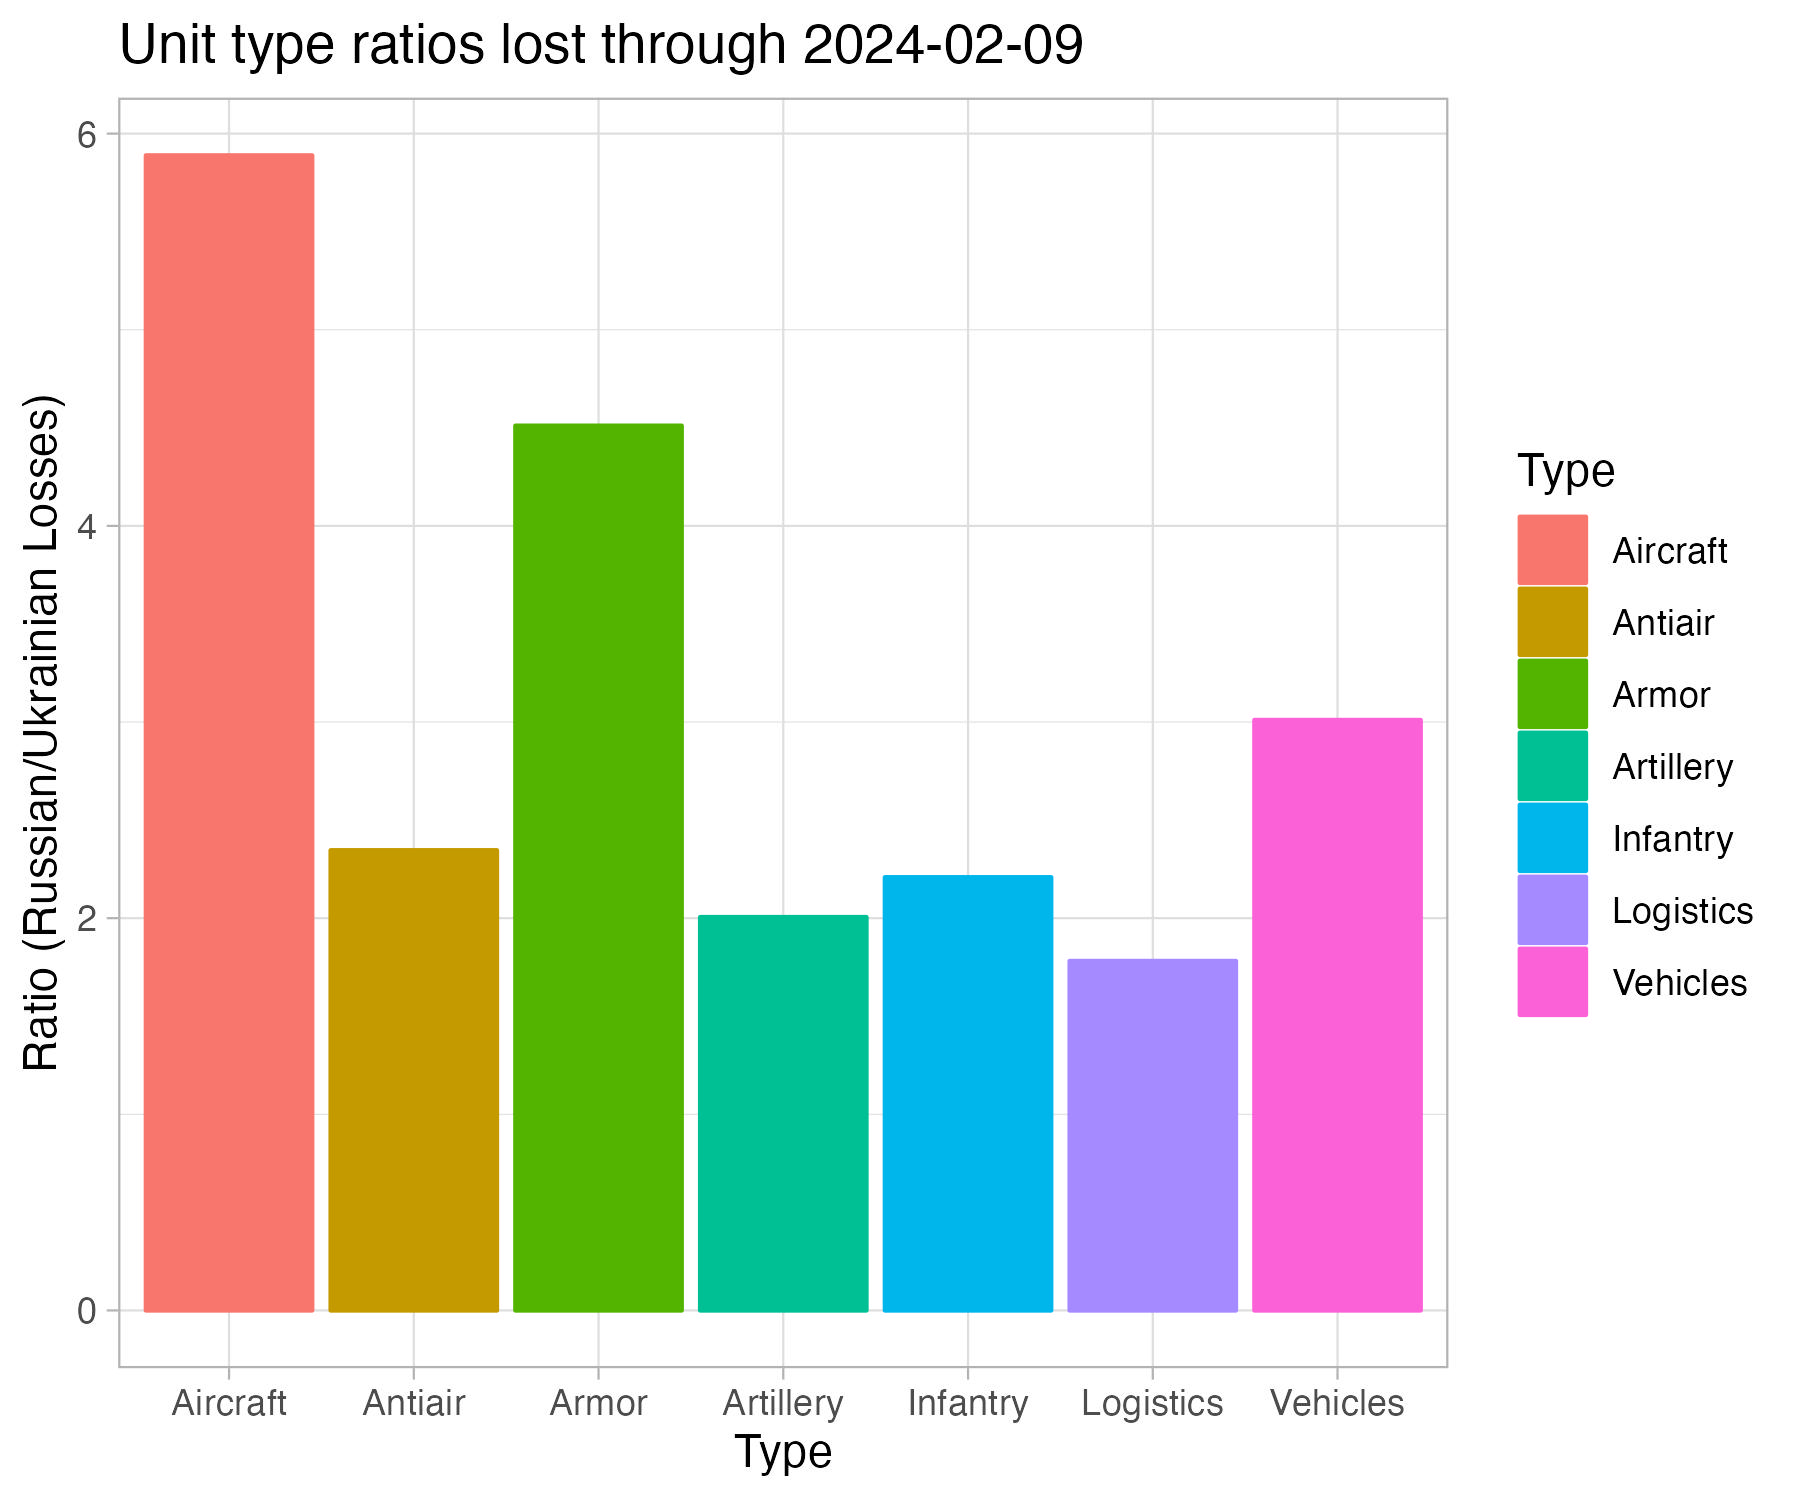 Unit type ratios lost through 2024-02-09
Ratio (Russian/Ukrainian Losses)
6
4
2
0
Aircraft Antiair Armor Artillery Infantry Logistics Vehicles
Type
Type
Aircraft
Antiair
Armor
Artillery
Infantry
Logistics
Vehicles